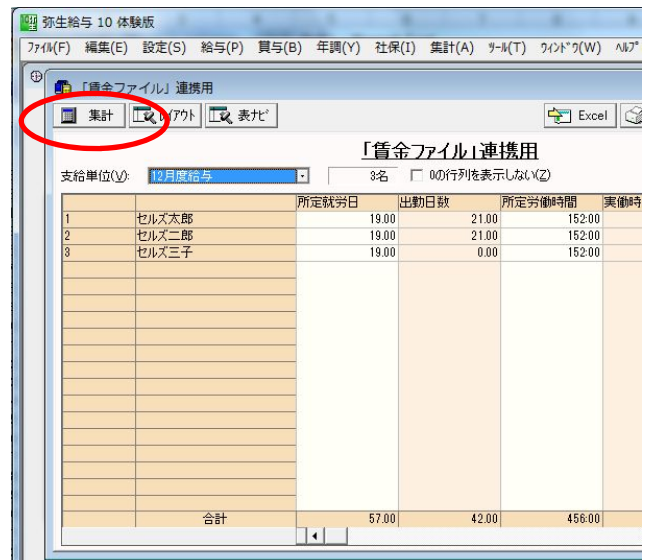 弥生給与 10 体験版
ﾌｧｲﾙ(F) 編集(E) 設定(S) 給与(P) 賞与(B) 年調(Y) 社保(I) 集計(A) ﾂｰﾙ(T) ｳｨﾝﾄﾞｳ(W) ﾍﾙﾌﾟ
「賃金ファイル」連携用
集計 ﾚｲｱｳﾄ 表ﾅﾋﾞ Excel
「賃金ファイル」連携用
支給単位(V): 12月度給与 3名 0の行列を表示しない(Z)
所定就労日 出勤日数 所定労働時間 実働時
1 セルズ太郎 19.00 21.00 152:00
2 セルズ二郎 19.00 21.00 152:00
3 セルズ三子 19.00 0.00 152:00
合計 57.00 42.00 456:00